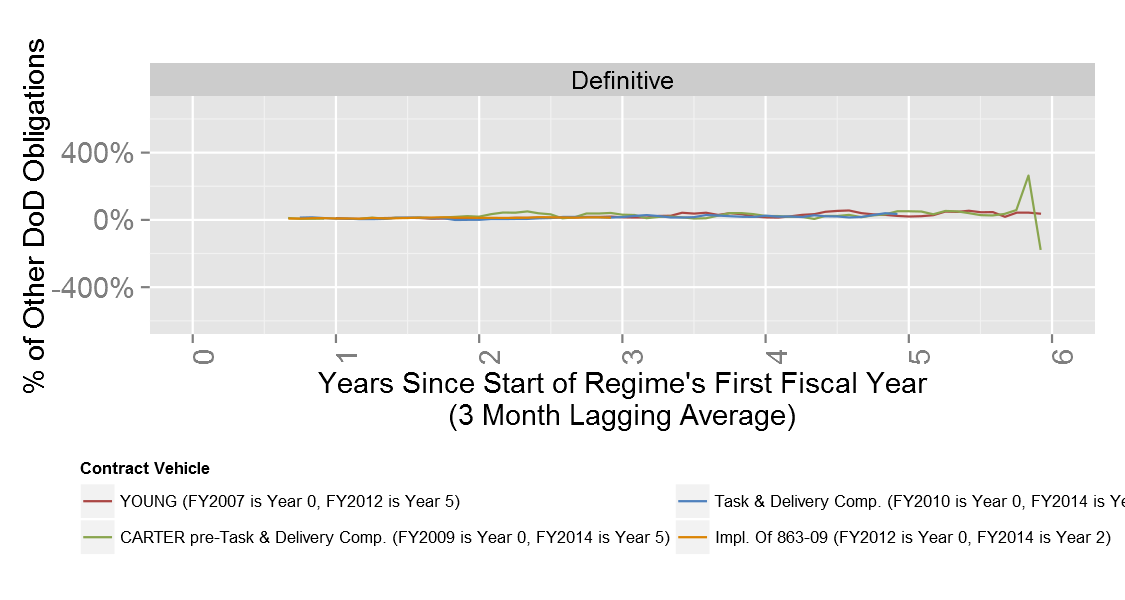 Definitive
% of Other DoD Obligations
400%
0%
-400%
0
1
2
3
4
5
6
Years Since Start of Regime's First Fiscal Year
(3 Month Lagging Average)
Contract Vehicle
YOUNG (FY2007 is Year 0, FY2012 is Year 5)
Task & Delivery Comp. (FY2010 is Year 0, FY2014 is Ye
CARTER pre-Task & Delivery Comp. (FY2009 is Year 0, FY2014 is Year 5)
Impl. Of 863-09 (FY2012 is Year 0, FY2014 is Year 2)